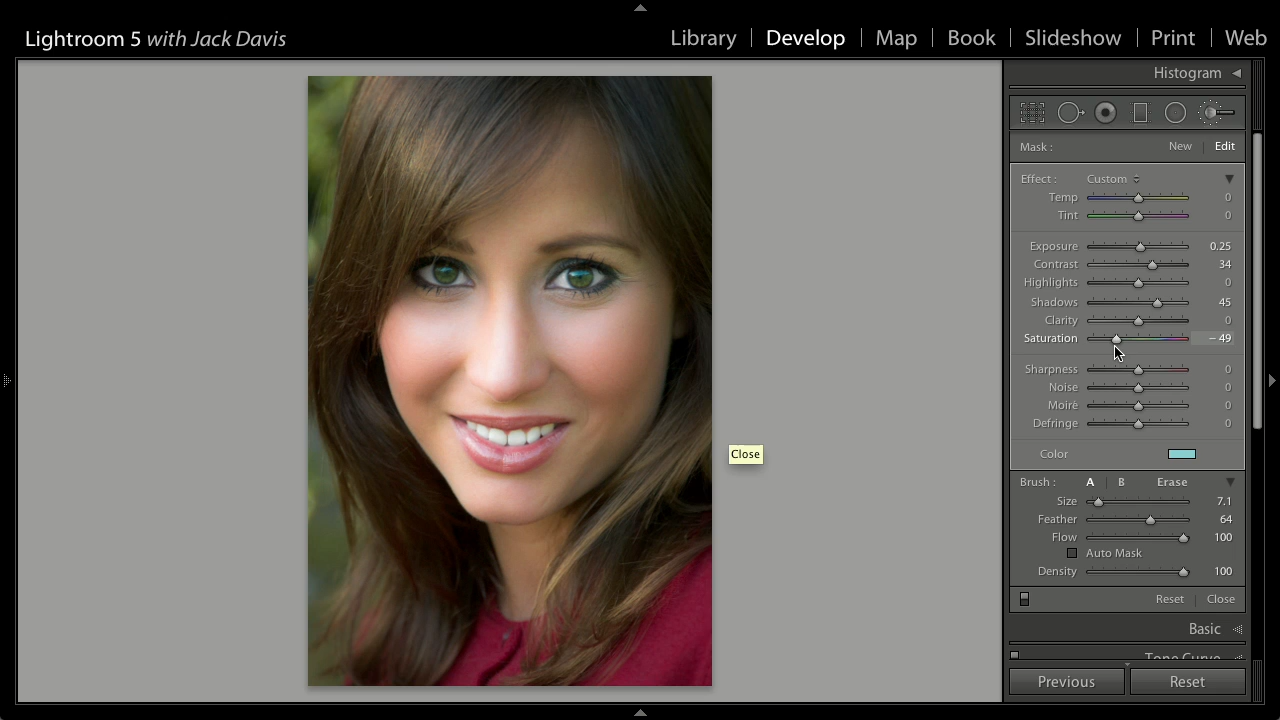 Lightroom 5 with Jack Davis
Library | Develop | Map | Book | Slideshow | Print | Web
Histogram
Mask : New | Edit
Effect : Custom
Temp 0
Tint 0
Exposure 0.25
Contrast 34
Highlights 0
Shadows 45
Clarity 0
Saturation – 49
Sharpness 0
Noise 0
Moiré 0
Defringe 0
Close
Color
Brush : A | B Erase
Size 7.1
Feather 64
Flow 100
Auto Mask
Density 100
Reset | Close
Basic
Tone Curve
Previous Reset